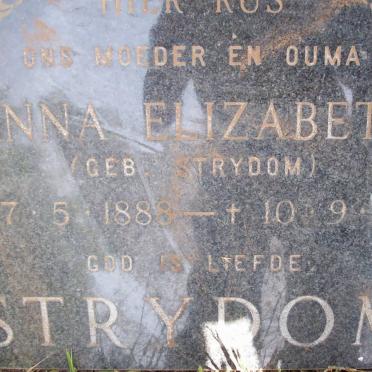 HIER RUS
ONS MOEDER EN OUMA
NNA ELIZABET
(GEB. STRYDOM)
7·5·1888 — † 10·9·
GOD IS LIEFDE
STRYDOM